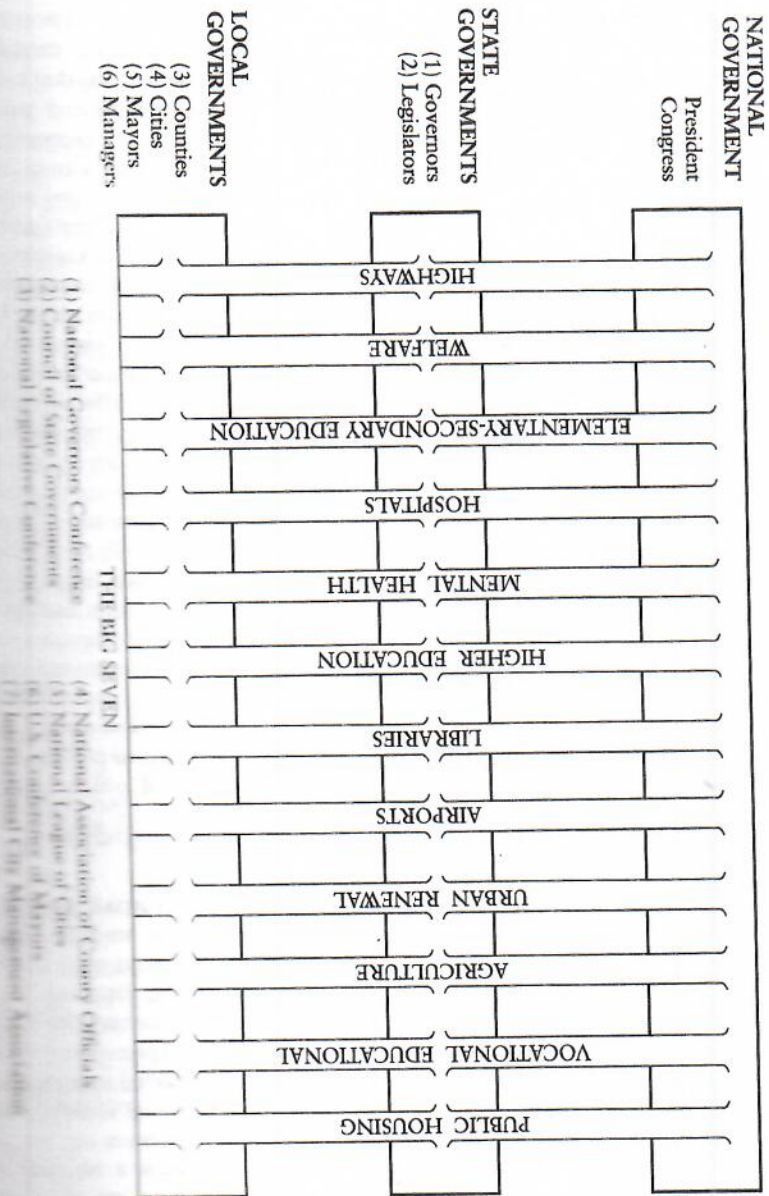 NATIONAL
GOVERNMENT
President
Congress
STATE
GOVERNMENTS
(1) Governors
(2) Legislators
LOCAL
GOVERNMENTS
(3) Counties
(4) Cities
(5) Mayors
(6) Managers
HIGHWAYS
WELFARE
ELEMENTARY-SECONDARY EDUCATION
HOSPITALS
MENTAL HEALTH
HIGHER EDUCATION
LIBRARIES
AIRPORTS
URBAN RENEWAL
AGRICULTURE
VOCATIONAL EDUCATIONAL
PUBLIC HOUSING
THE BIG SEVEN
(1) National Governors Conference
(2) Council of State Governments
(3) National Legislative Conference
(4) National Association of County Officials
(5) National League of Cities
(6) U.S. Conference of Mayors
(7) International City Management Association